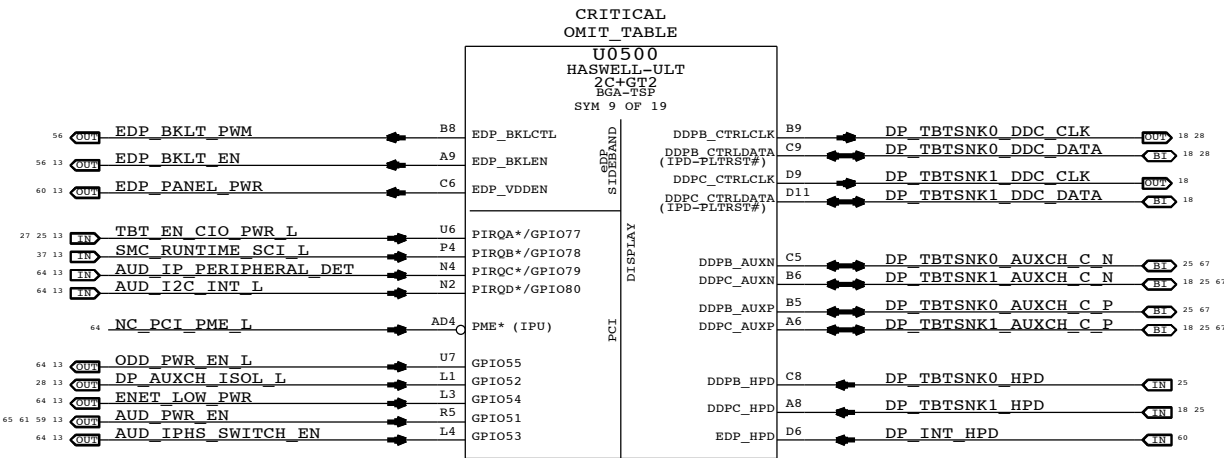 CRITICAL
OMIT_TABLE
U0500
HASWELL-ULT
2C+GT2
BGA-TSP
SYM 9 OF 19
56 OUT EDP_BKLT_PWM B8 EDP_BKLCTL
56 13 OUT EDP_BKLT_EN A9 EDP_BKLEN
60 13 OUT EDP_PANEL_PWR C6 EDP_VDDEN
eDP SIDEBAND
27 25 13 IN TBT_EN_CIO_PWR_L U6 PIRQA*/GPIO77
37 13 IN SMC_RUNTIME_SCI_L P4 PIRQB*/GPIO78
64 13 IN AUD_IP_PERIPHERAL_DET N4 PIRQC*/GPIO79
64 13 IN AUD_I2C_INT_L N2 PIRQD*/GPIO80
64 NC_PCI_PME_L AD4 PME* (IPU)
64 13 OUT ODD_PWR_EN_L U7 GPIO55
28 13 OUT DP_AUXCH_ISOL_L L1 GPIO52
64 13 OUT ENET_LOW_PWR L3 GPIO54
65 61 59 13 OUT AUD_PWR_EN R5 GPIO51
64 13 OUT AUD_IPHS_SWITCH_EN L4 GPIO53
PCI
DISPLAY
DDPB_CTRLCLK B9 DP_TBTSNK0_DDC_CLK OUT 18 28
DDPB_CTRLDATA C9 DP_TBTSNK0_DDC_DATA BI 18 28
(IPD-PLTRST#)
DDPC_CTRLCLK D9 DP_TBTSNK1_DDC_CLK OUT 18
DDPC_CTRLDATA D11 DP_TBTSNK1_DDC_DATA BI 18
(IPD-PLTRST#)
DDPB_AUXN C5 DP_TBTSNK0_AUXCH_C_N BI 25 67
DDPC_AUXN B6 DP_TBTSNK1_AUXCH_C_N BI 18 25 67
DDPB_AUXP B5 DP_TBTSNK0_AUXCH_C_P BI 25 67
DDPC_AUXP A6 DP_TBTSNK1_AUXCH_C_P BI 18 25 67
DDPB_HPD C8 DP_TBTSNK0_HPD IN 25
DDPC_HPD A8 DP_TBTSNK1_HPD IN 18 25
EDP_HPD D6 DP_INT_HPD IN 60